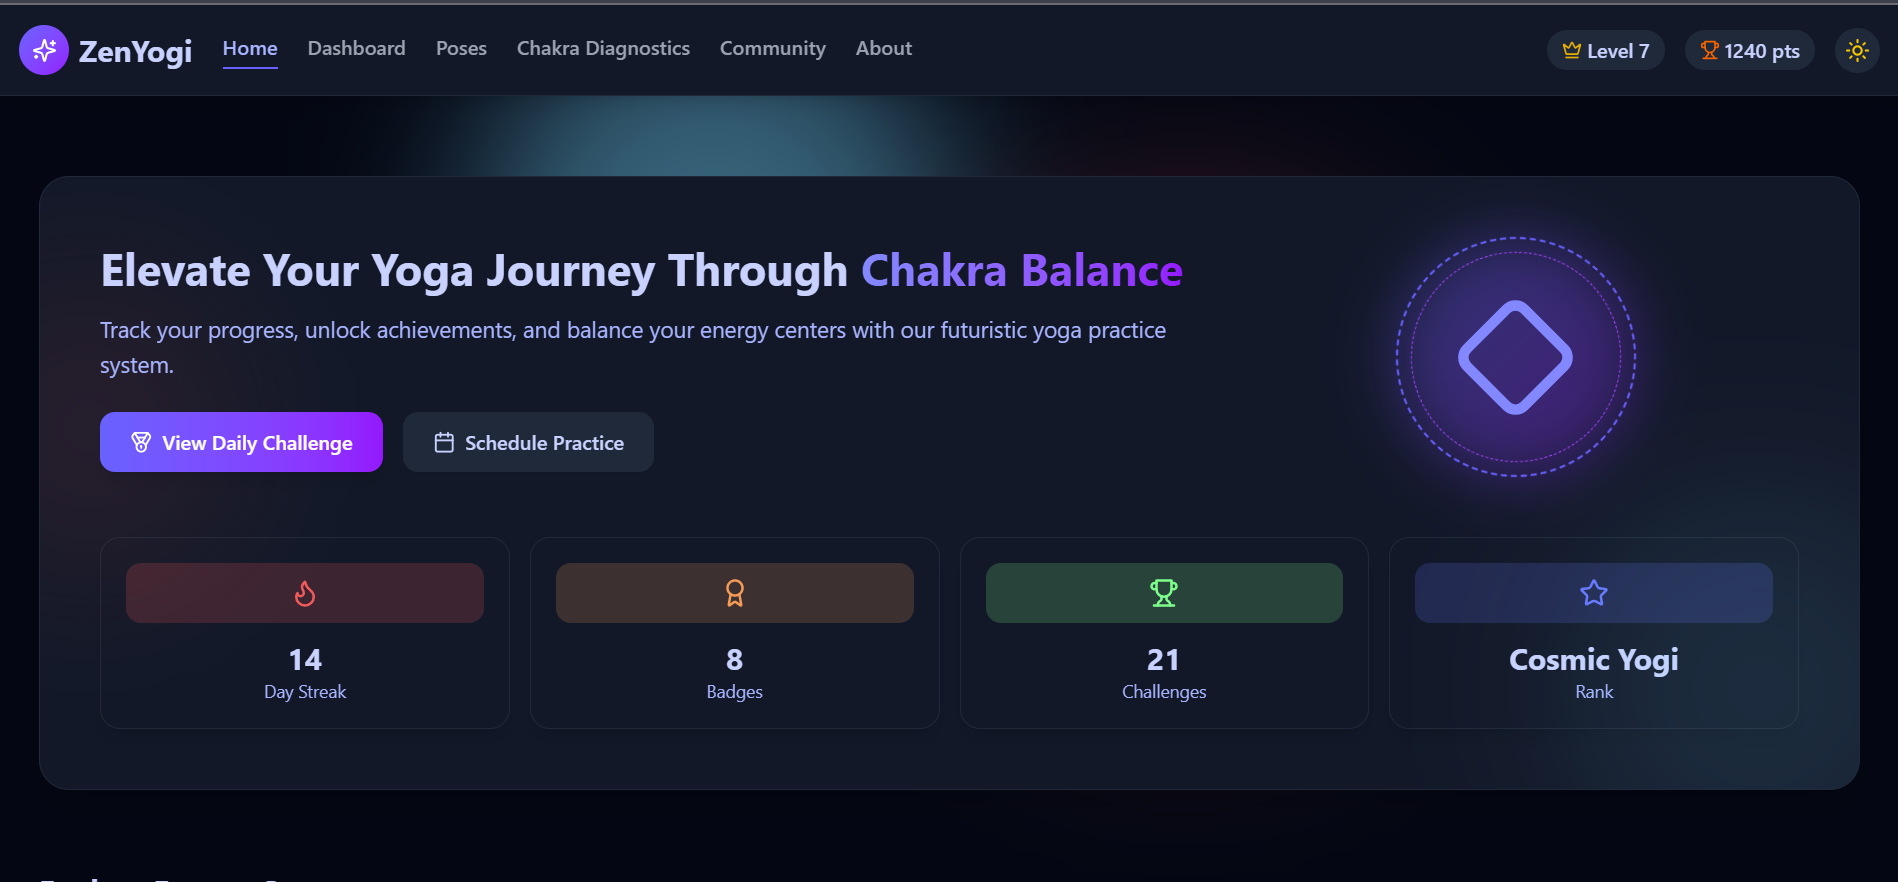 ZenYogi
Home
Dashboard
Poses
Chakra Diagnostics
Community
About
Level 7
1240 pts
Elevate Your Yoga Journey Through Chakra Balance
Track your progress, unlock achievements, and balance your energy centers with our futuristic yoga practice
system.
View Daily Challenge
Schedule Practice
14
Day Streak
8
Badges
21
Challenges
Cosmic Yogi
Rank